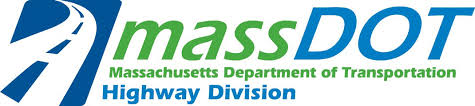 massDOT
Massachusetts Department of Transportation
Highway Division